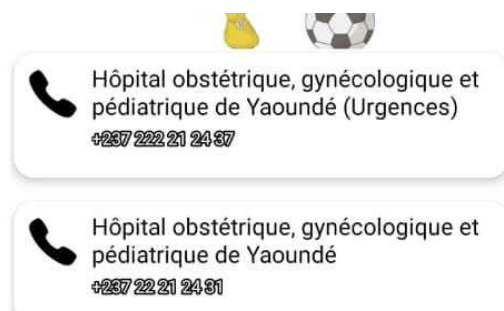 Hôpital obstétrique, gynécologique et
pédiatrique de Yaoundé (Urgences)
+237 222 21 24 37
Hôpital obstétrique, gynécologique et
pédiatrique de Yaoundé
+237 22 21 24 31